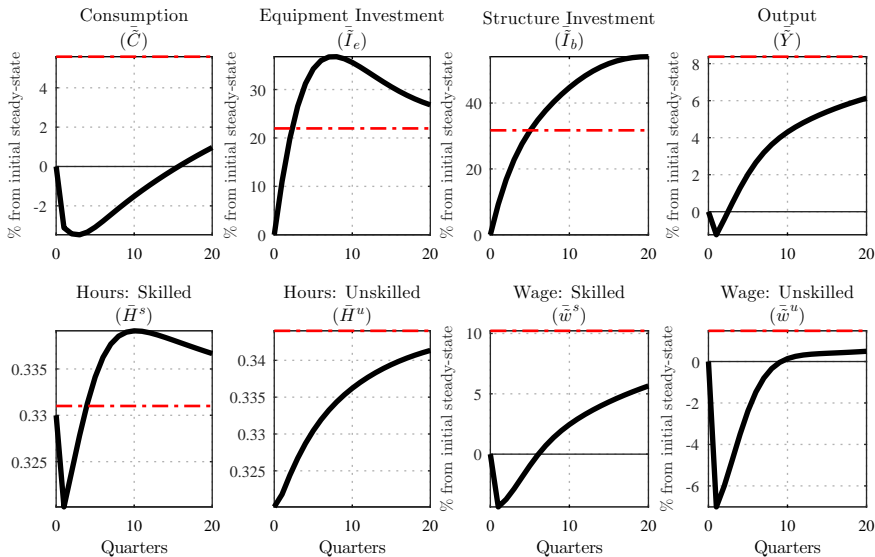 Consumption
(C̃̄)
% from initial steady-state
4
2
0
-2
0 10 20
Equipment Investment
(Ĩ̄_e)
30
20
10
0
0 10 20
Structure Investment
(Ĩ̄_b)
% from initial steady-state
40
20
0
0 10 20
Output
(Ỹ̄)
% from initial steady-state
8
6
4
2
0
0 10 20
Hours: Skilled
(H̄^s)
0.335
0.33
0.325
0 10 20
Quarters
Hours: Unskilled
(H̄^u)
0.34
0.335
0.33
0.325
0 10 20
Quarters
Wage: Skilled
(w̃̄^s)
% from initial steady-state
10
5
0
0 10 20
Quarters
Wage: Unskilled
(w̃̄^u)
% from initial steady-state
0
-2
-4
-6
0 10 20
Quarters
% from initial steady-state